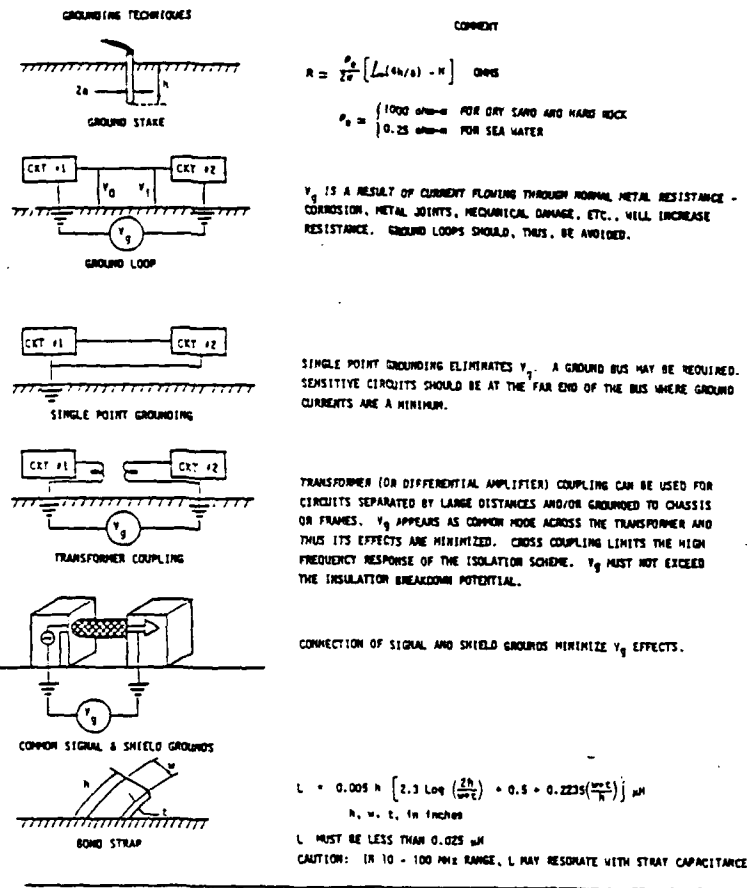 GROUNDING TECHNIQUES
COMMENT
h
2a
GROUND STAKE
R = ρe/2π [Ln(4h/a) - H] OHMS
ρe = { 1000 ohm-m FOR DRY SAND AND HARD ROCK
0.25 ohm-m FOR SEA WATER
CKT #1
CKT #2
V0
V1
Vg
GROUND LOOP
Vg IS A RESULT OF CURRENT FLOWING THROUGH NORMAL METAL RESISTANCE -
CORROSION, METAL JOINTS, MECHANICAL DAMAGE, ETC., WILL INCREASE
RESISTANCE. GROUND LOOPS SHOULD, THUS, BE AVOIDED.
CKT #1
CKT #2
SINGLE POINT GROUNDING
SINGLE POINT GROUNDING ELIMINATES Vg. A GROUND BUS MAY BE REQUIRED.
SENSITIVE CIRCUITS SHOULD BE AT THE FAR END OF THE BUS WHERE GROUND
CURRENTS ARE A MINIMUM.
CKT #1
CKT #2
Vg
TRANSFORMER COUPLING
TRANSFORMER (OR DIFFERENTIAL AMPLIFIER) COUPLING CAN BE USED FOR
CIRCUITS SEPARATED BY LARGE DISTANCES AND/OR GROUNDED TO CHASSIS
OR FRAMES. Vg APPEARS AS COMMON MODE ACROSS THE TRANSFORMER AND
THUS ITS EFFECTS ARE MINIMIZED. CROSS COUPLING LIMITS THE HIGH
FREQUENCY RESPONSE OF THE ISOLATION SCHEME. Vg MUST NOT EXCEED
THE INSULATION BREAKDOWN POTENTIAL.
Vg
COMMON SIGNAL & SHIELD GROUNDS
CONNECTION OF SIGNAL AND SHIELD GROUNDS MINIMIZE Vg EFFECTS.
h
w
t
BOND STRAP
L = 0.005 h [2.3 Log (2h/w+t) + 0.5 + 0.2235(w+t/h)] μH
h, w, t, in inches
L MUST BE LESS THAN 0.025 μH
CAUTION: IN 10 - 100 MHz RANGE, L MAY RESONATE WITH STRAY CAPACITANCE